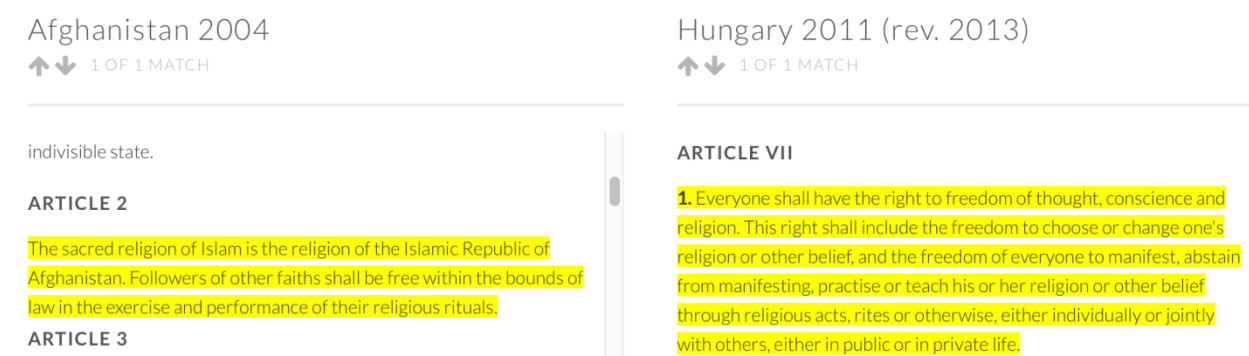 Afghanistan 2004
1 OF 1 MATCH
indivisible state.
ARTICLE 2
The sacred religion of Islam is the religion of the Islamic Republic of
Afghanistan. Followers of other faiths shall be free within the bounds of
law in the exercise and performance of their religious rituals.
ARTICLE 3
Hungary 2011 (rev. 2013)
1 OF 1 MATCH
ARTICLE VII
1. Everyone shall have the right to freedom of thought, conscience and
religion. This right shall include the freedom to choose or change one's
religion or other belief, and the freedom of everyone to manifest, abstain
from manifesting, practise or teach his or her religion or other belief
through religious acts, rites or otherwise, either individually or jointly
with others, either in public or in private life.